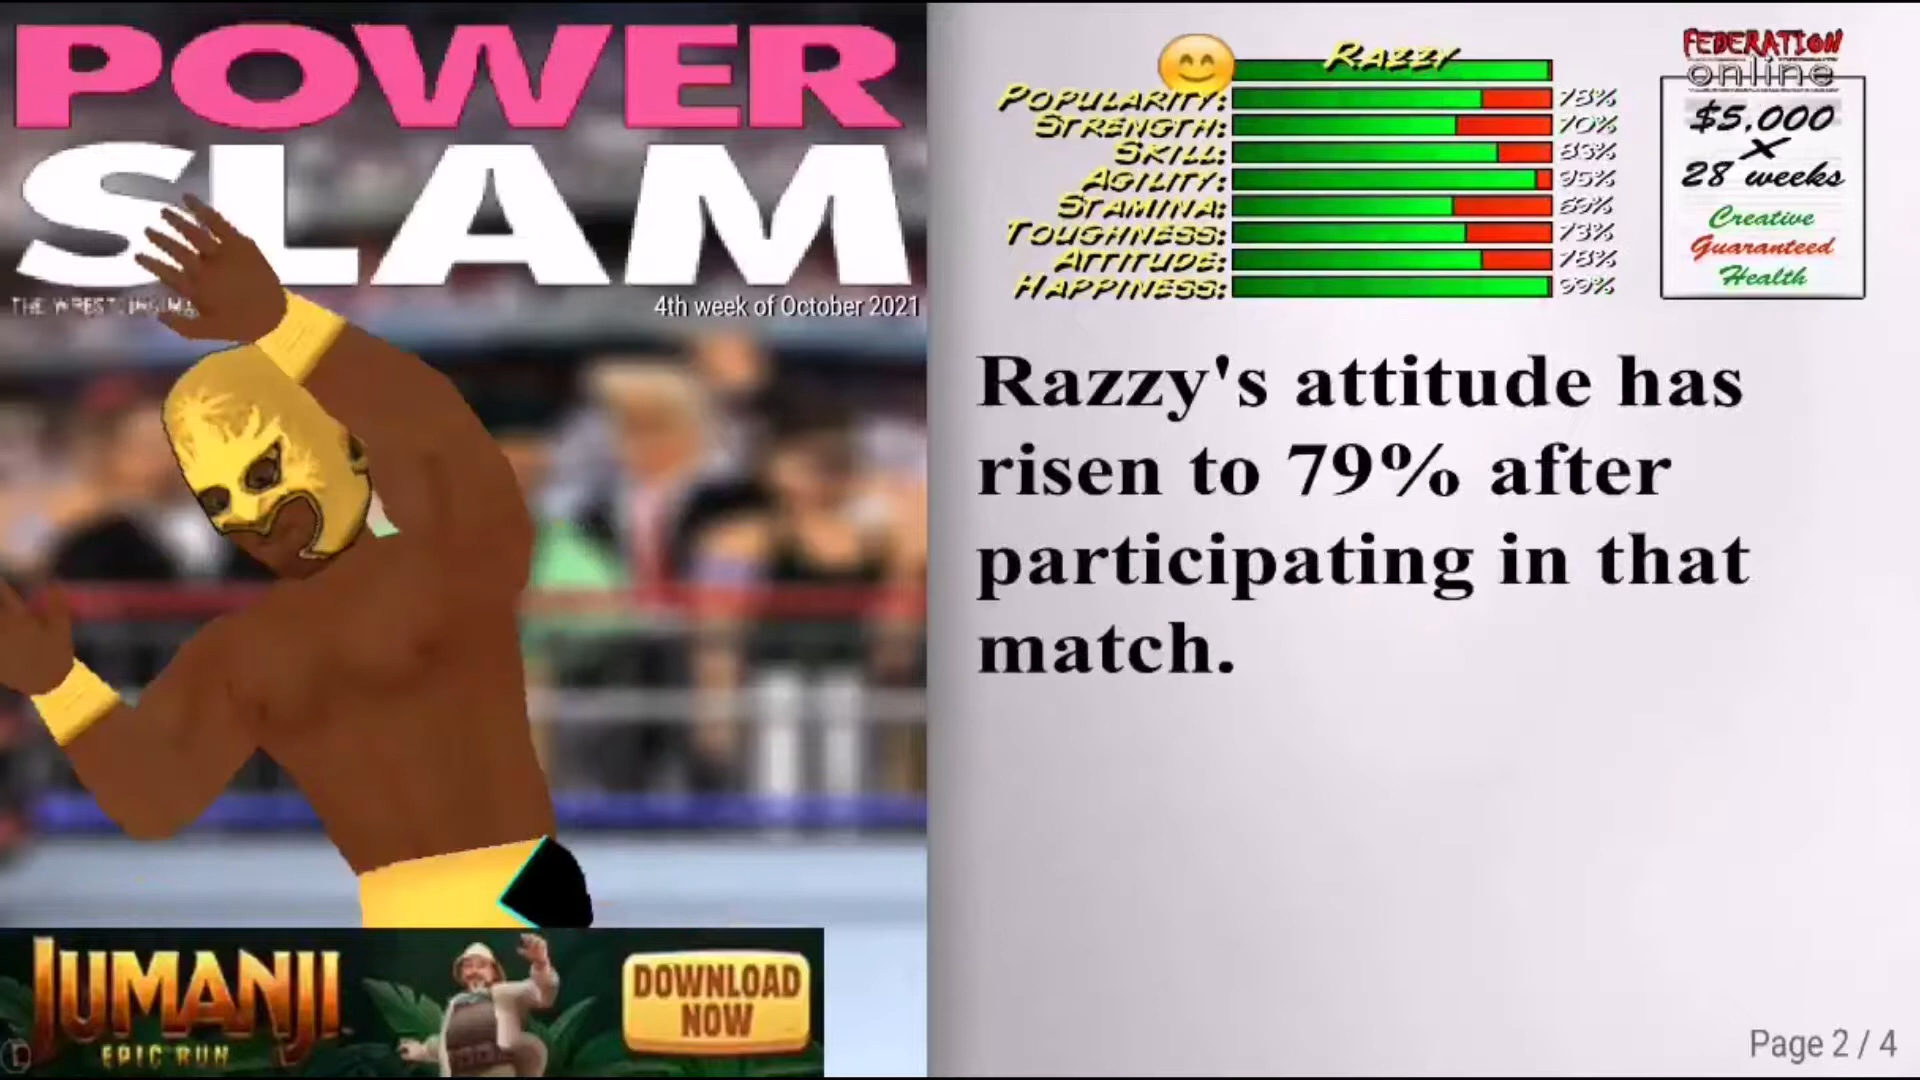 POWER
SLAM
4th week of October 2021
Razzy
Popularity: 78%
Strength: 70%
Skill: 83%
Agility: 95%
Stamina: 69%
Toughness: 73%
Attitude: 78%
Happiness: 99%
FEDERATION
online
$5,000
X
28 weeks
Creative
Guaranteed
Health
Razzy's attitude has
risen to 79% after
participating in that
match.
JUMANJI
EPIC RUN
DOWNLOAD
NOW
Page 2 / 4